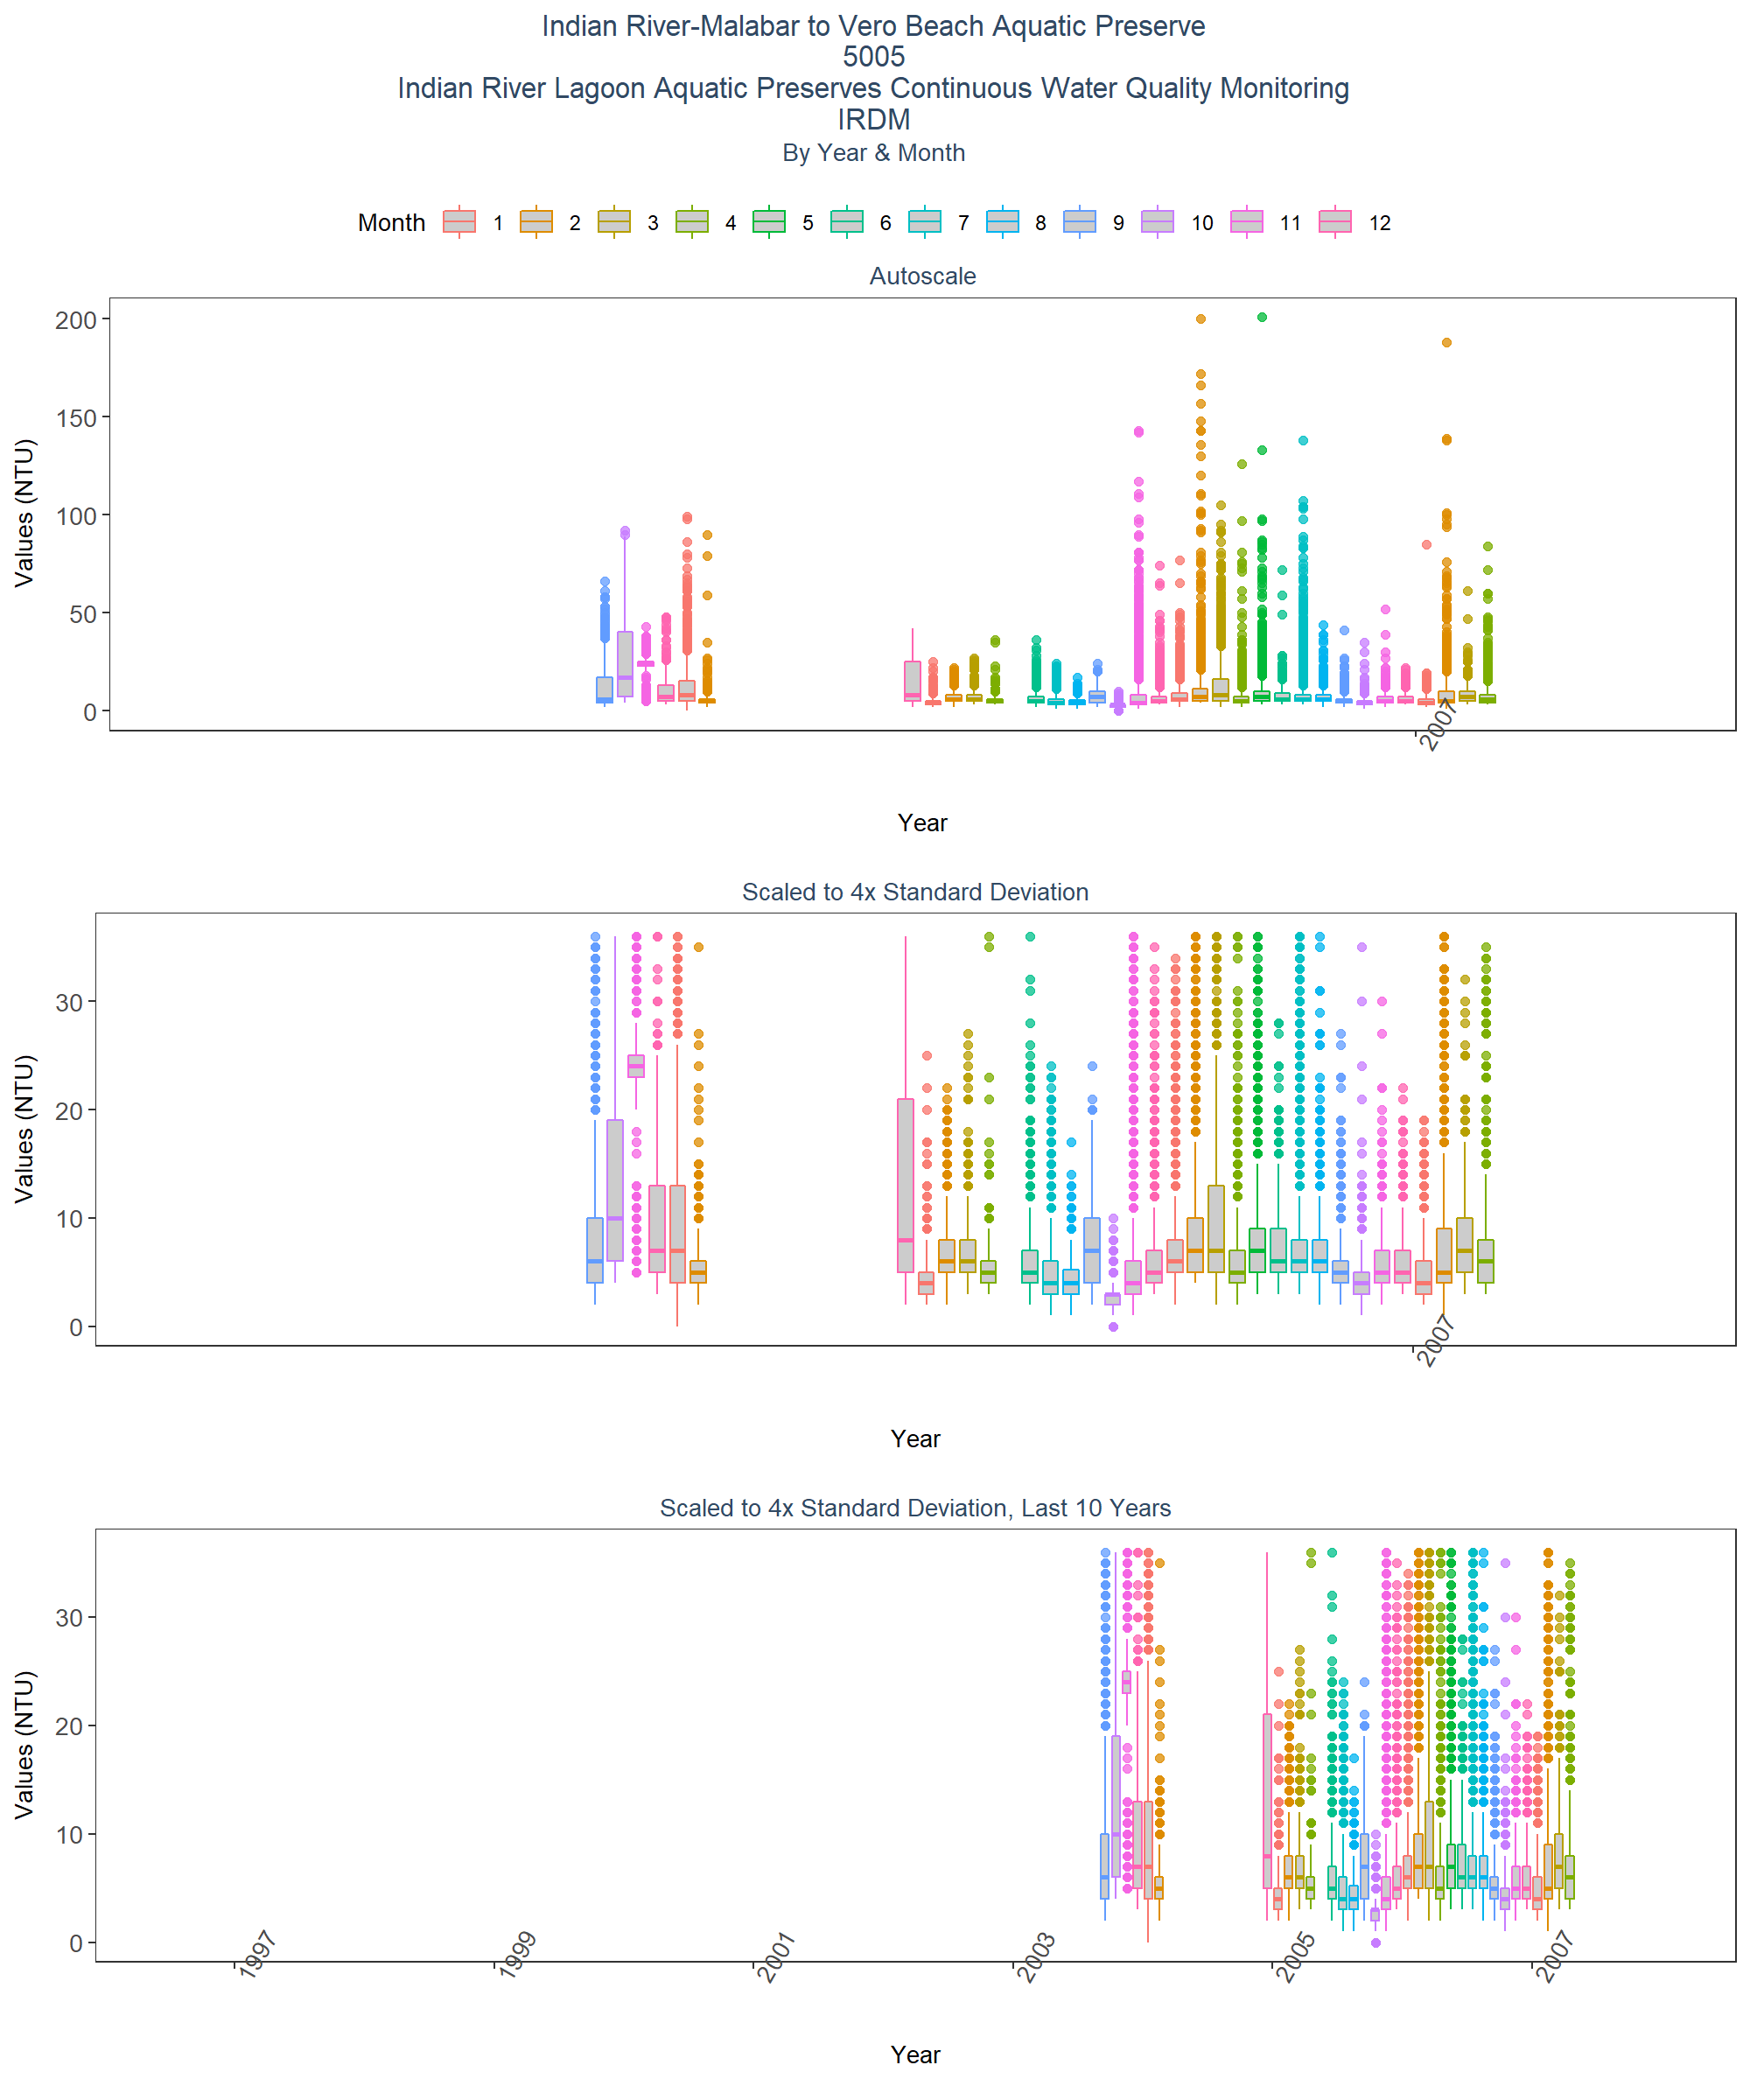 Indian River-Malabar to Vero Beach Aquatic Preserve
5005
Indian River Lagoon Aquatic Preserves Continuous Water Quality Monitoring
IRDM
By Year & Month
Month 1 2 3 4 5 6 7 8 9 10 11 12
Autoscale
Values (NTU)
200
150
100
50
0
2007
Year
Scaled to 4x Standard Deviation
Values (NTU)
30
20
10
0
2007
Year
Scaled to 4x Standard Deviation, Last 10 Years
Values (NTU)
30
20
10
0
1997 1999 2001 2003 2005 2007
Year